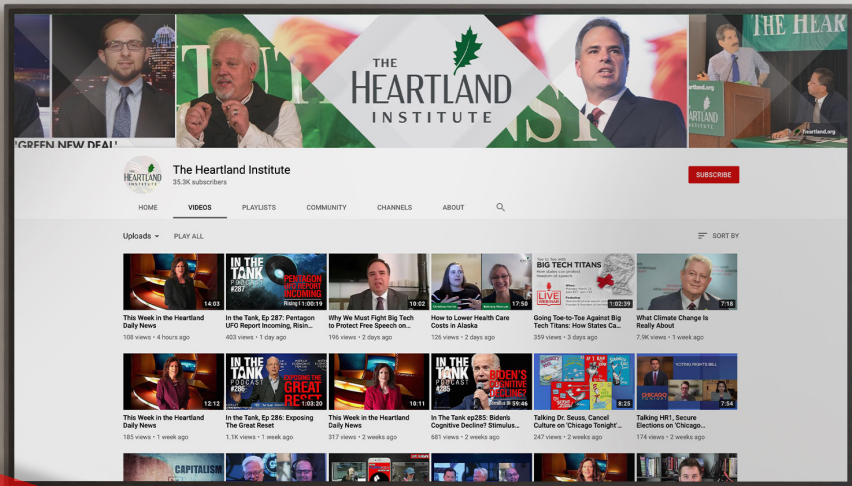 'GREEN NEW DEAL'
THE
HEARTLAND
INSTITUTE
THE HEAR
heartland.org
The Heartland Institute
35.3K subscribers
SUBSCRIBE
HOME
VIDEOS
PLAYLISTS
COMMUNITY
CHANNELS
ABOUT
Uploads
PLAY ALL
SORT BY
14:03
IN THE
TANK
PODCAST
#287
PENTAGON
BIG REPORT
INCOMING
1:00:19
10:02
17:50
BIG TECH TITANS
LIVE
1:02:39
7:18
This Week in the Heartland
Daily News
108 views • 4 hours ago
In the Tank, Ep 287: Pentagon
UFO Report Incoming, Risin...
403 views • 1 day ago
Why We Must Fight Big Tech
to Protect Free Speech on...
196 views • 2 days ago
How to Lower Health Care
Costs in Alaska
126 views • 2 days ago
Going Toe-to-Toe Against Big
Tech Titans: How States Ca...
359 views • 3 days ago
What Climate Change Is
Really About
7.9K views • 1 week ago
12:12
IN THE
TANK
PODCAST
#286
EXPOSING THE
GREAT
RESET
1:03:20
10:11
IN THE
TANK
PODCAST
#285
BIDEN'S
COGNITIVE
DECLINE?
59:46
8:25
VOTING RIGHTS BILL
CHICAGO
7:54
This Week in the Heartland
Daily News
185 views • 1 week ago
In the Tank, Ep 286: Exposing
The Great Reset
1.1K views • 1 week ago
This Week in the Heartland
Daily News
317 views • 2 weeks ago
In The Tank ep285: Biden's
Cognitive Decline? Stimulus...
681 views • 2 weeks ago
Talking Dr. Seuss, Cancel
Culture on 'Chicago Tonight'...
247 views • 2 weeks ago
Talking HR1, Secure
Elections on 'Chicago...
174 views • 2 weeks ago
CAPITALISM